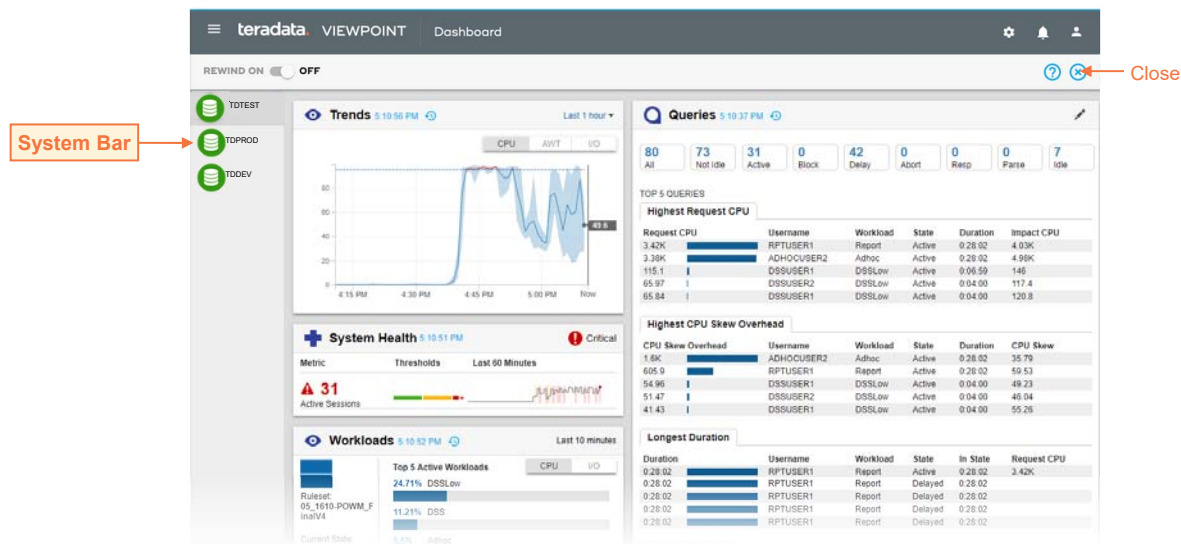 teradata. VIEWPOINT Dashboard
REWIND ON OFF
Close
System Bar
TDTEST
TDPROD
TDDEV
Trends 5:10:56 PM Last 1 hour
CPU AWT I/O
80
60
40
20
0
49.6
4:15 PM 4:30 PM 4:45 PM 5:00 PM Now
System Health 5:10:51 PM Critical
Metric Thresholds Last 60 Minutes
31
Active Sessions
Workloads 5:10:52 PM Last 10 minutes
Top 5 Active Workloads CPU I/O
24.71% DSSLow
Ruleset:
05_1610-POWM_F
inalV4
11.21% DSS
Current State:
5.5% Adhoc
Queries 5:10:37 PM
80 73 31 0 42 0 0 0 7
All Not Idle Active Block Delay Abort Resp Parse Idle
TOP 5 QUERIES
Highest Request CPU
Request CPU Username Workload State Duration Impact CPU
3.42K RPTUSER1 Report Active 0:28:02 4.03K
3.38K ADHOCUSER2 Adhoc Active 0:28:02 4.98K
115.1 DSSUSER1 DSSLow Active 0:06:59 146
65.97 DSSUSER2 DSSLow Active 0:04:00 117.4
65.84 DSSUSER1 DSSLow Active 0:04:00 120.8
Highest CPU Skew Overhead
CPU Skew Overhead Username Workload State Duration CPU Skew
1.6K ADHOCUSER2 Adhoc Active 0:28:02 35.79
605.9 RPTUSER1 Report Active 0:28:02 59.53
54.96 DSSUSER1 DSSLow Active 0:04:00 49.23
51.47 DSSUSER2 DSSLow Active 0:04:00 46.04
41.43 DSSUSER1 DSSLow Active 0:04:00 55.26
Longest Duration
Duration Username Workload State In State Request CPU
0:28:02 RPTUSER1 Report Active 0:28:02 3.42K
0:28:02 RPTUSER1 Report Delayed 0:28:02
0:28:02 RPTUSER1 Report Delayed 0:28:02
0:28:02 RPTUSER1 Report Delayed 0:28:02
0:28:02 RPTUSER1 Report Delayed 0:28:02